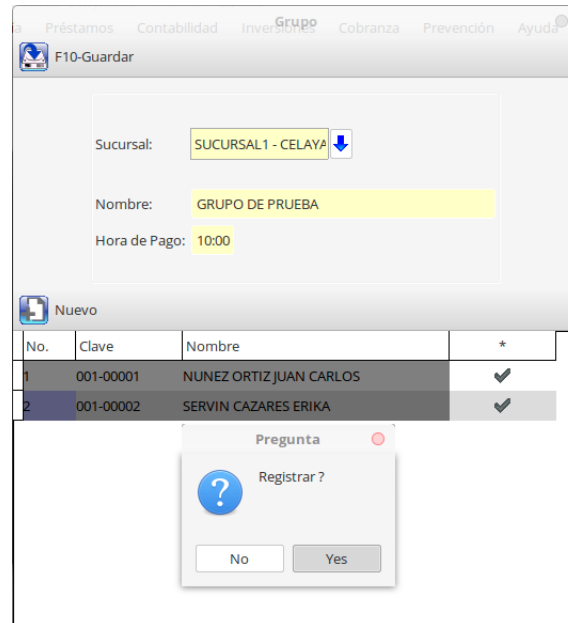 Grupo
ía Préstamos Contabilidad Inversiones Cobranza Prevención Ayuda
F10-Guardar
Sucursal: SUCURSAL1 - CELAYA
Nombre: GRUPO DE PRUEBA
Hora de Pago: 10:00
Nuevo
No. Clave Nombre *
1 001-00001 NUNEZ ORTIZ JUAN CARLOS
2 001-00002 SERVIN CAZARES ERIKA
Pregunta
Registrar ?
No Yes